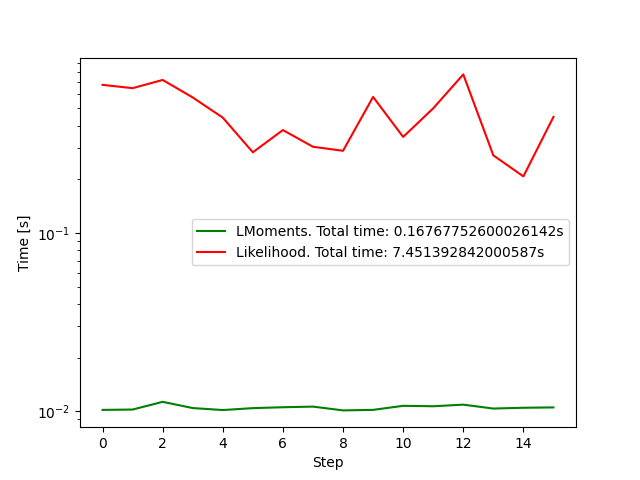 Time [s]
10⁻¹
10⁻²
LMoments. Total time: 0.16767752600026142s
Likelihood. Total time: 7.451392842000587s
0 2 4 6 8 10 12 14
Step